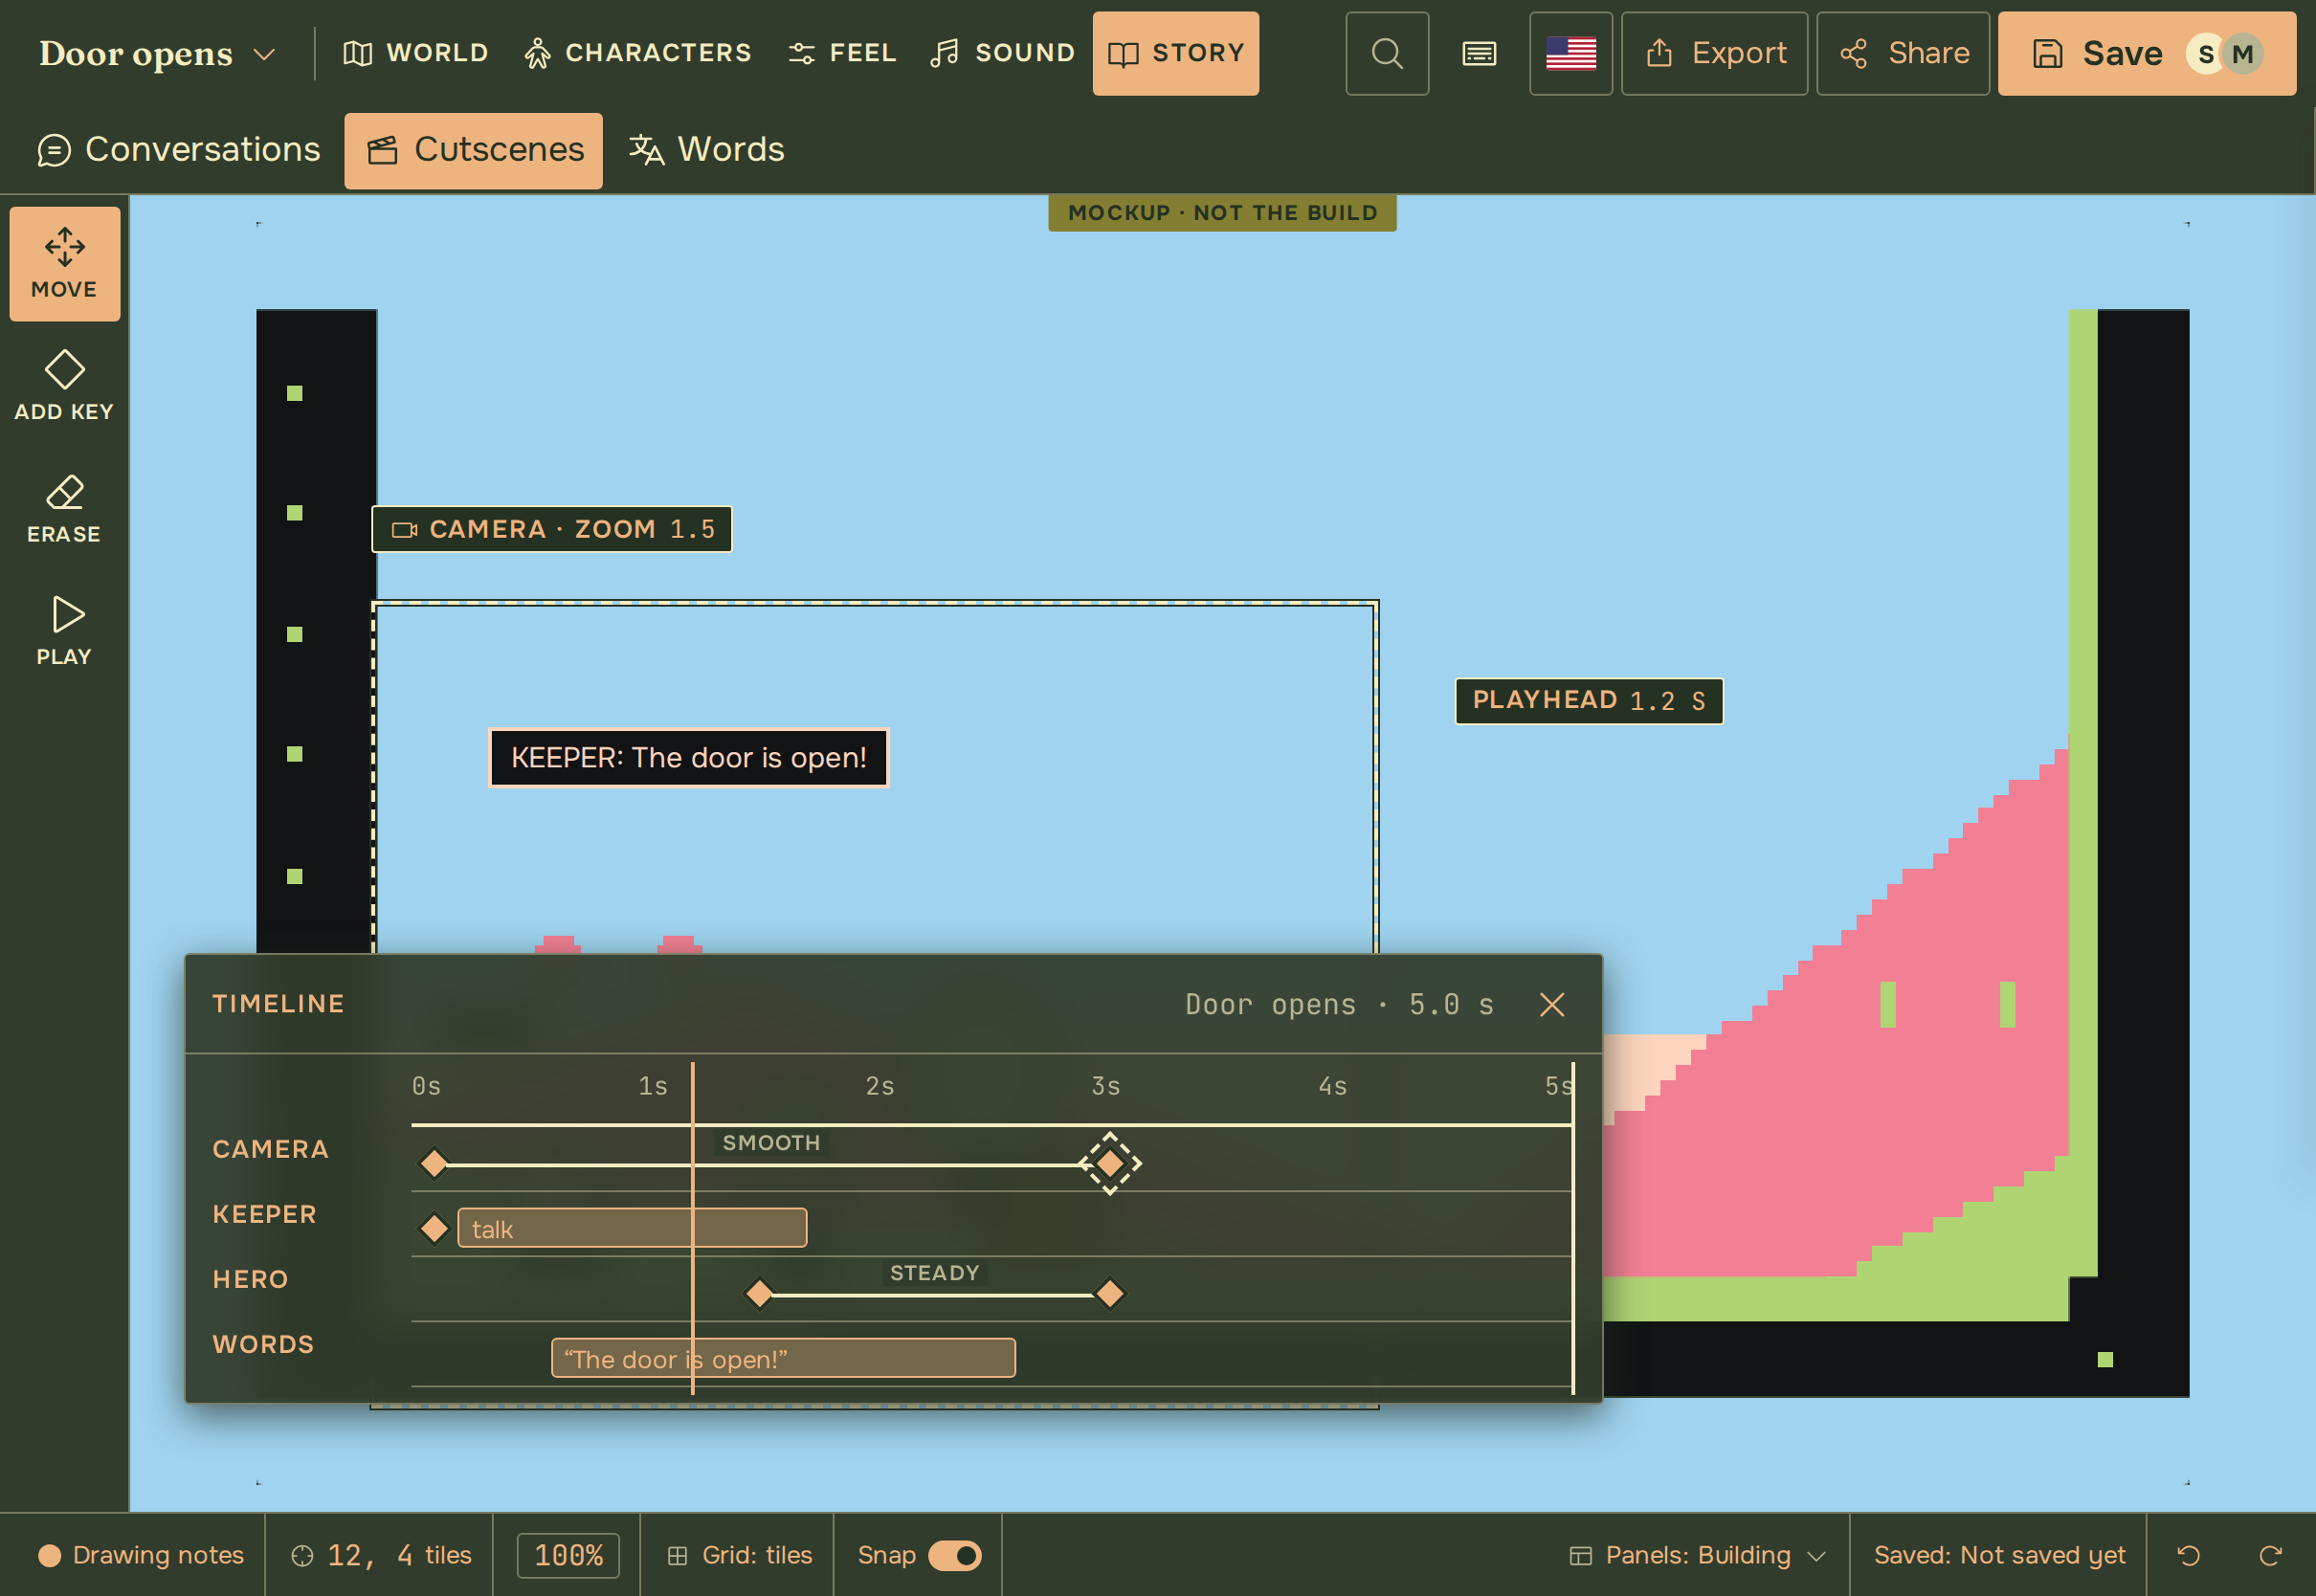 Door opens WORLD CHARACTERS FEEL SOUND STORY Export Share Save S M
Conversations Cutscenes Words
MOCKUP · NOT THE BUILD
MOVE
ADD KEY
ERASE
PLAY
CAMERA · ZOOM 1.5
PLAYHEAD 1.2 S
KEEPER: The door is open!
TIMELINE Door opens · 5.0 s
0s 1s 2s 3s 4s 5s
CAMERA SMOOTH
KEEPER talk
HERO STEADY
WORDS “The door is open!”
Drawing notes 12, 4 tiles 100% Grid: tiles Snap Panels: Building Saved: Not saved yet